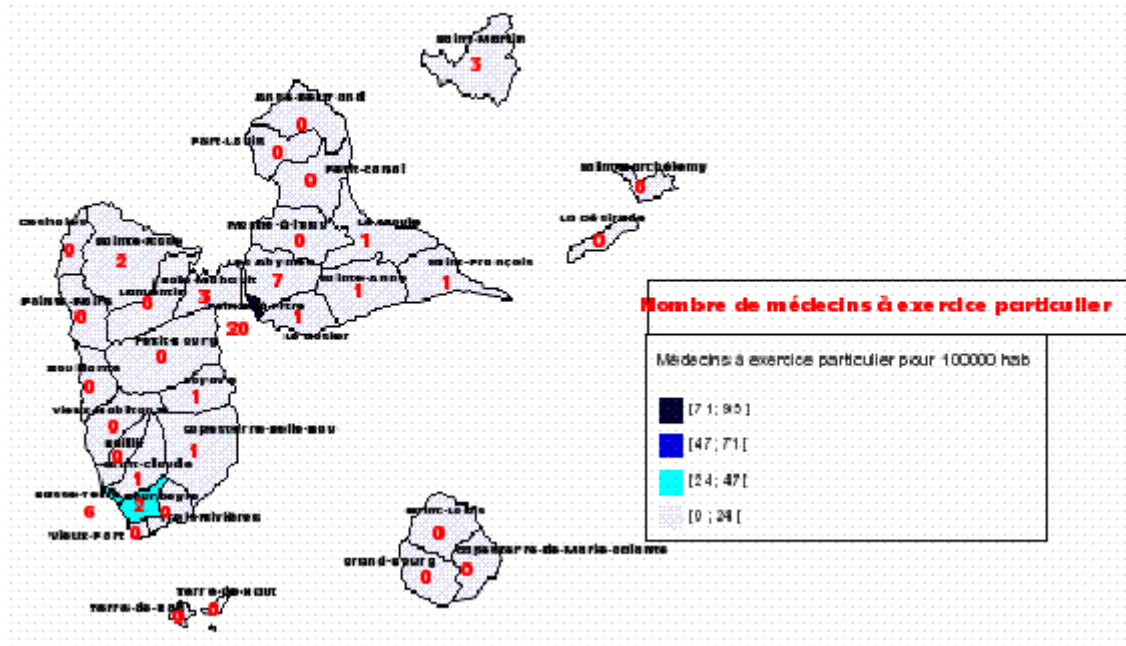 Saint-Martin
3
Anse-Bertrand
0
Port-Louis
0
Petit-Canal
0
Saint-Barthélemy
0
La Désirade
0
Deshaies
0
Sainte-Rose
2
Morne-à-l'eau
0
Le Moule
1
Les Abymes
7
Sainte-Anne
1
Saint-François
1
Baie-Mahault
3
Lamentin
0
Pointe-Noire
0
Pointe-à-Pitre
20
1
Le Gosier
Petit-Bourg
0
Bouillante
0
Goyave
1
Vieux-Habitants
0
Capesterre-Belle-Eau
1
Baillif
0
Saint-Claude
1
Basse-Terre
6
Gourbeyre
2
Trois-Rivières
0
Vieux-Fort
0
Saint-Louis
0
Grand-Bourg
0
Capesterre-de-Marie-Galante
0
Terre-de-Haut
0
Terre-de-Bas
0
Nombre de médecins à exercice particulier
Médecins à exercice particulier pour 100000 hab
[71; 95]
[47; 71[
[24; 47[
[0 ; 24[